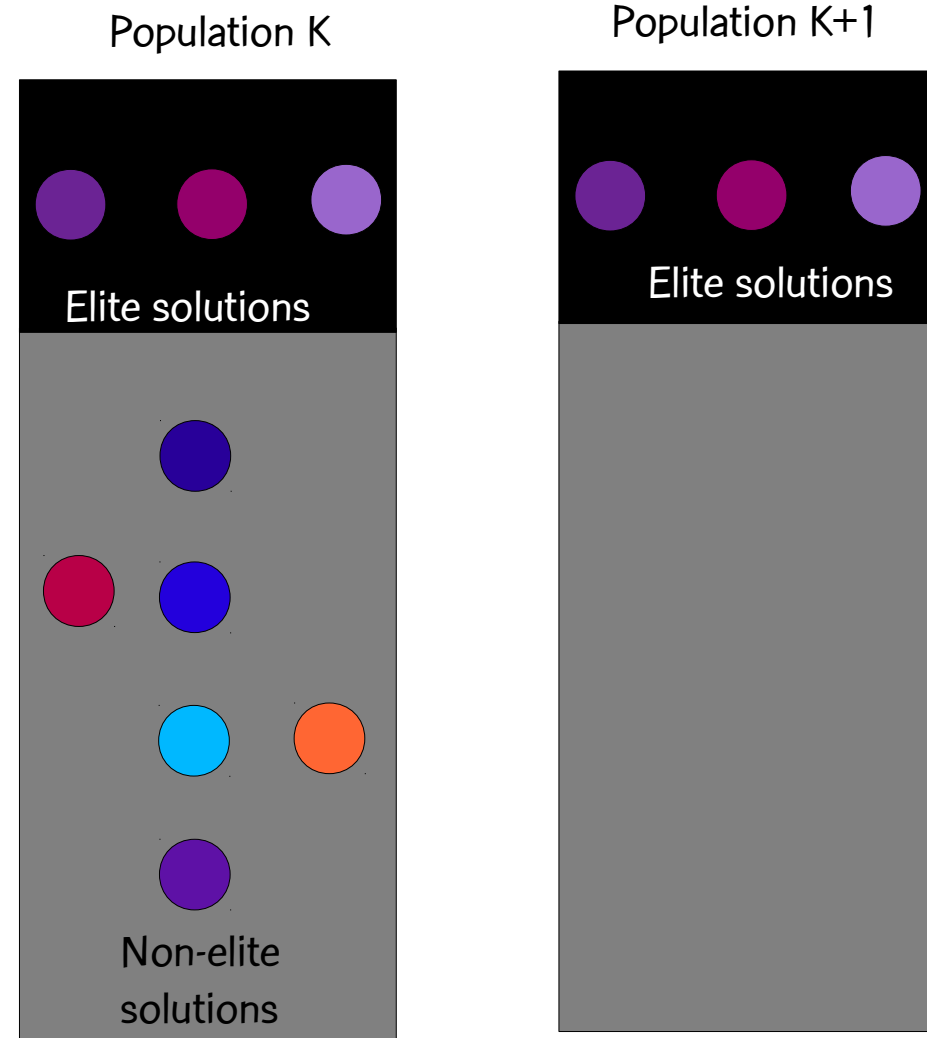 Population K
Population K+1
Elite solutions
Elite solutions
Non-elite
solutions